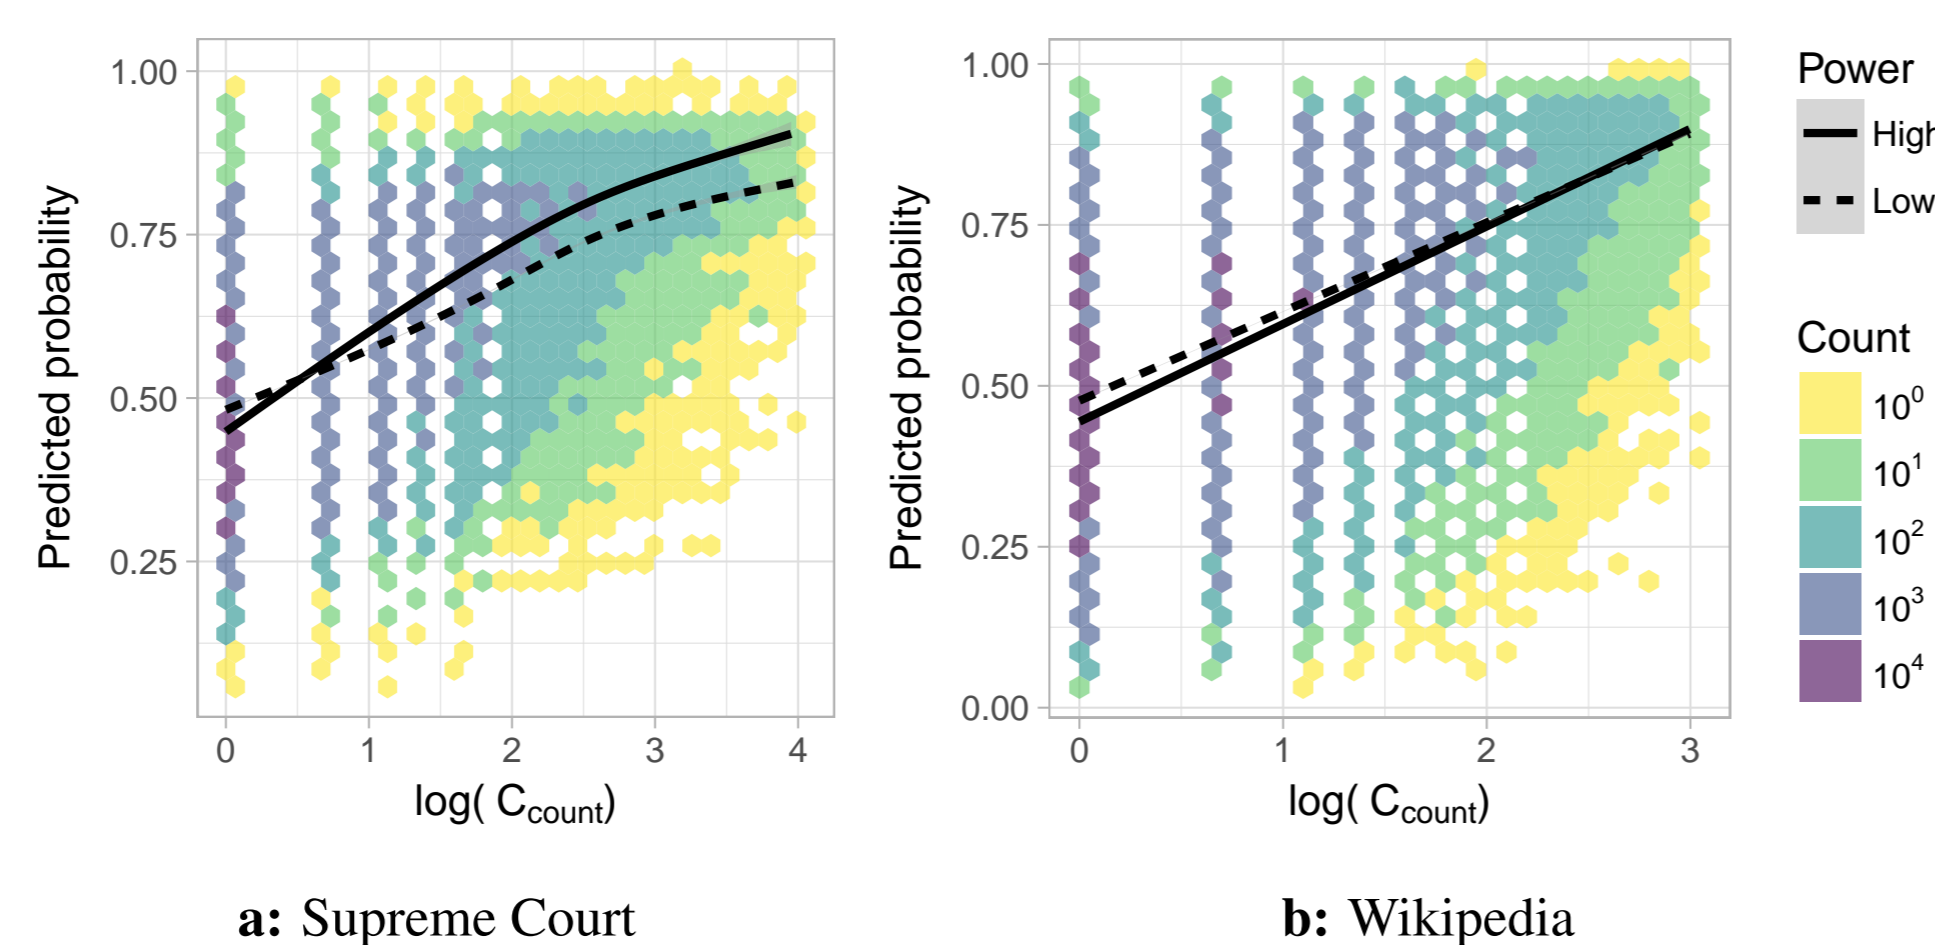 1.00
0.75
0.50
0.25
Predicted probability
0 1 2 3 4
log( Ccount)
a: Supreme Court
1.00
0.75
0.50
0.25
0.00
Predicted probability
0 1 2 3
log( Ccount)
b: Wikipedia
Power
High
Low
Count
10⁰
10¹
10²
10³
10⁴